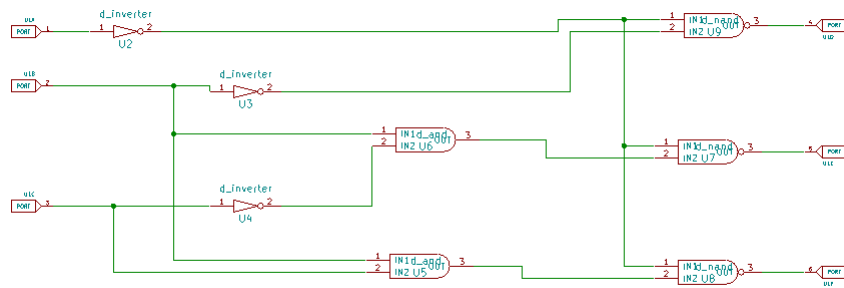 d_inverter
U1A
PORT 1 1 2
U2
IN1 d_nand OUT
IN2 U9
1 2 3
4 PORT
U1D
U1B
PORT 2
d_inverter
1 2
U3
1 IN1 d_and OUT 3
2 IN2 U6
1 IN1 d_nand OUT 3
2 IN2 U7
5 PORT
U1E
U1C
PORT 3
d_inverter
1 2
U4
1 IN1 d_and OUT 3
2 IN2 U5
1 IN1 d_nand OUT 3
2 IN2 U8
6 PORT
U1F